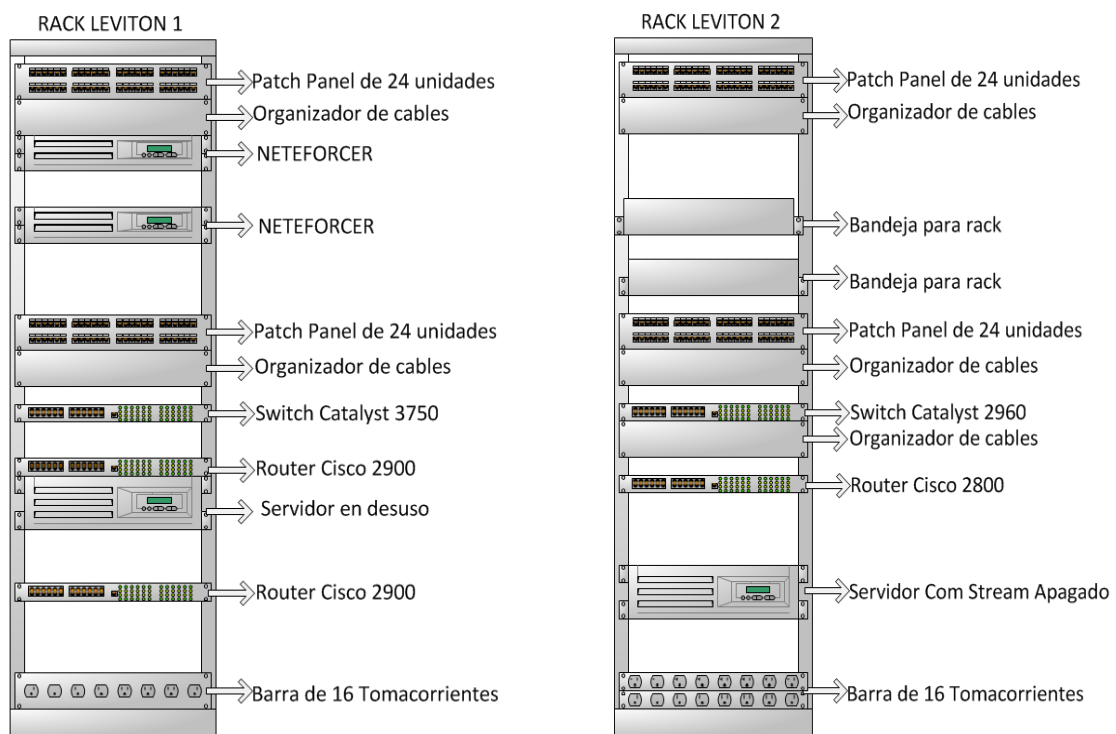 RACK LEVITON 1
Patch Panel de 24 unidades
Organizador de cables
NETEFORCER
NETEFORCER
Patch Panel de 24 unidades
Organizador de cables
Switch Catalyst 3750
Router Cisco 2900
Servidor en desuso
Router Cisco 2900
Barra de 16 Tomacorrientes
RACK LEVITON 2
Patch Panel de 24 unidades
Organizador de cables
Bandeja para rack
Bandeja para rack
Patch Panel de 24 unidades
Organizador de cables
Switch Catalyst 2960
Organizador de cables
Router Cisco 2800
Servidor Com Stream Apagado
Barra de 16 Tomacorrientes